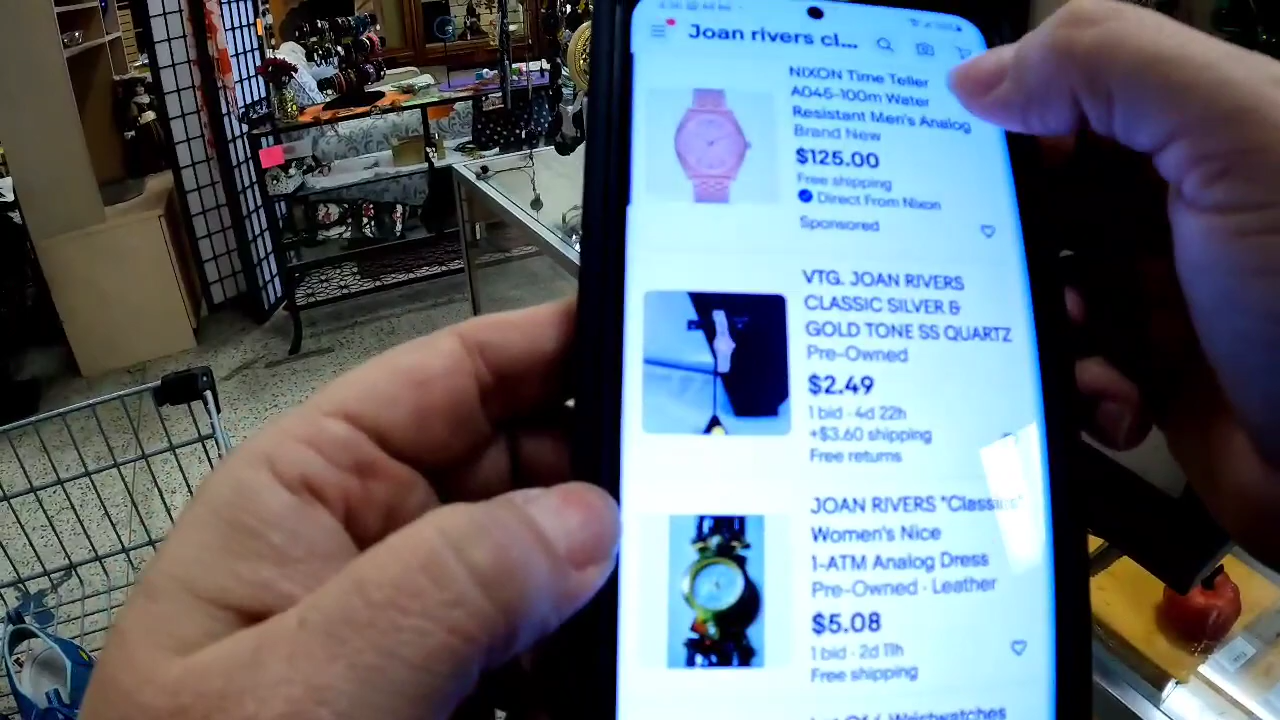 Joan rivers cl...
NIXON Time Teller
A045-100m Water
Resistant Men's Analog
Brand New
$125.00
Free shipping
Direct From Nixon
Sponsored
VTG. JOAN RIVERS
CLASSIC SILVER &
GOLD TONE SS QUARTZ
Pre-Owned
$2.49
1 bid · 4d 22h
+$3.60 shipping
Free returns
JOAN RIVERS "Classics"
Women's Nice
1-ATM Analog Dress
Pre-Owned · Leather
$5.08
1 bid · 2d 11h
Free shipping
Wristwatches